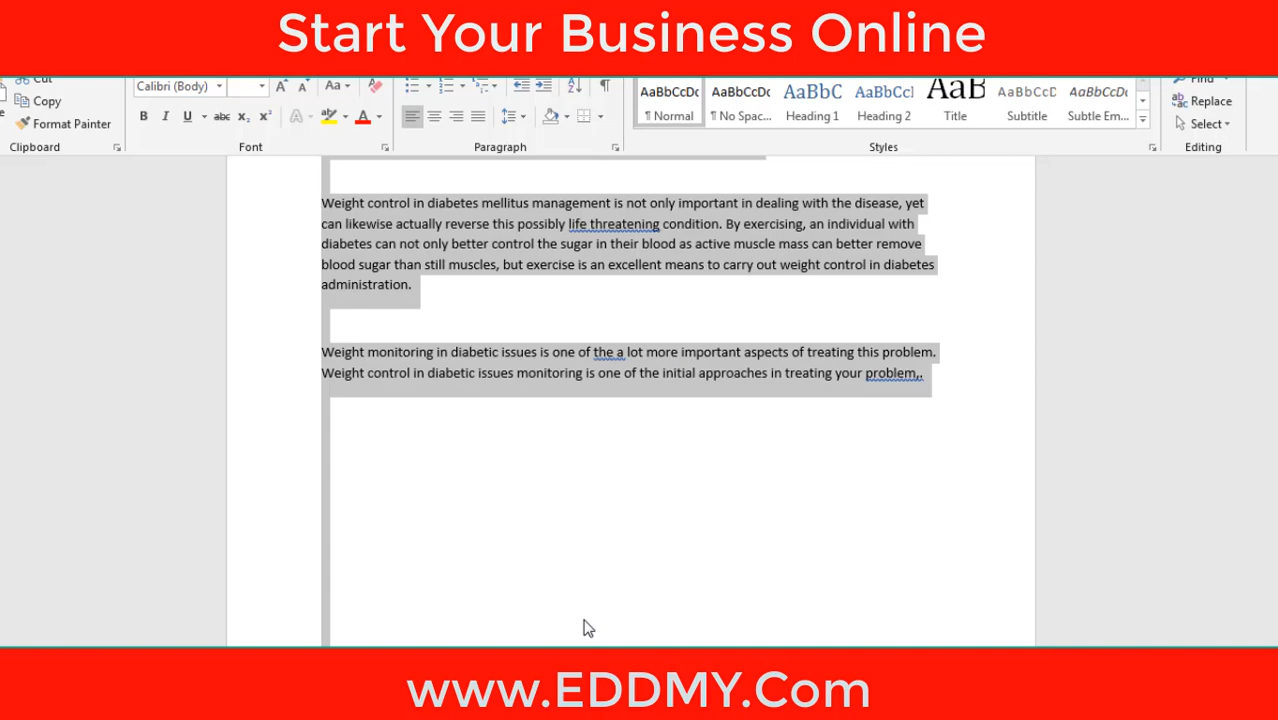 Start Your Business Online
Cut
Calibri (Body)
Aa
Find
Copy
Format Painter
B I U abc x₂ x² A A
AaBbCcDc
AaBbCcDc
AaBbC
AaBbCcl
AaB
AaBbCcD
AaBbCcDc
¶ Normal
¶ No Spac...
Heading 1
Heading 2
Title
Subtitle
Subtle Em...
Replace
Select
Clipboard
Font
Paragraph
Styles
Editing
Weight control in diabetes mellitus management is not only important in dealing with the disease, yet
can likewise actually reverse this possibly life threatening condition. By exercising, an individual with
diabetes can not only better control the sugar in their blood as active muscle mass can better remove
blood sugar than still muscles, but exercise is an excellent means to carry out weight control in diabetes
administration.
Weight monitoring in diabetic issues is one of the a lot more important aspects of treating this problem.
Weight control in diabetic issues monitoring is one of the initial approaches in treating your problem,.
www.EDDMY.Com